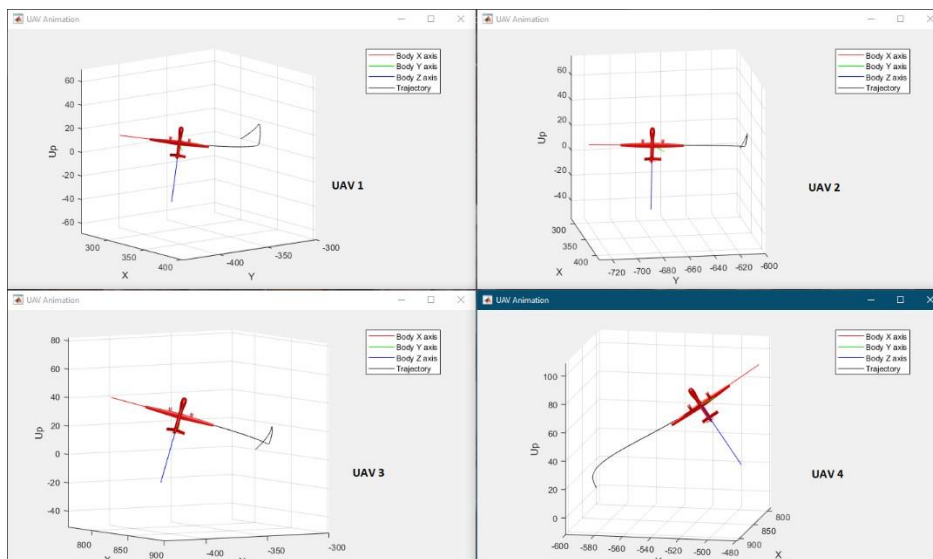 UAV Animation
Body X axis
Body Y axis
Body Z axis
Trajectory
60
40
20
0
-20
-40
-60
Up
300
350
400
X
-400
-350
-300
Y
UAV 1
UAV Animation
Body X axis
Body Y axis
Body Z axis
Trajectory
60
40
20
0
-20
-40
Up
300
350
400
X
-720
-700
-680
-660
-640
-620
-600
Y
UAV 2
UAV Animation
Body X axis
Body Y axis
Body Z axis
Trajectory
80
60
40
20
0
-20
-40
Up
800
850
900
X
-400
-350
-300
UAV 3
UAV Animation
Body X axis
Body Y axis
Body Z axis
Trajectory
100
80
60
40
20
0
Up
-600
-580
-560
-540
-520
-500
-480
800
850
900
X
UAV 4